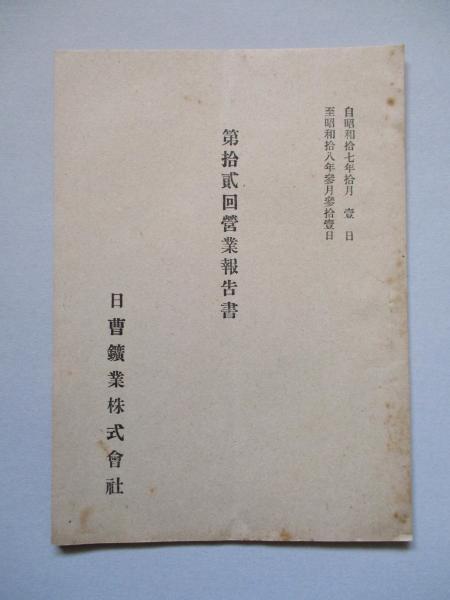 自昭和拾七年拾月壹日
至昭和拾八年參月參拾壹日
第拾貳回營業報告書
日曹鑛業株式會社